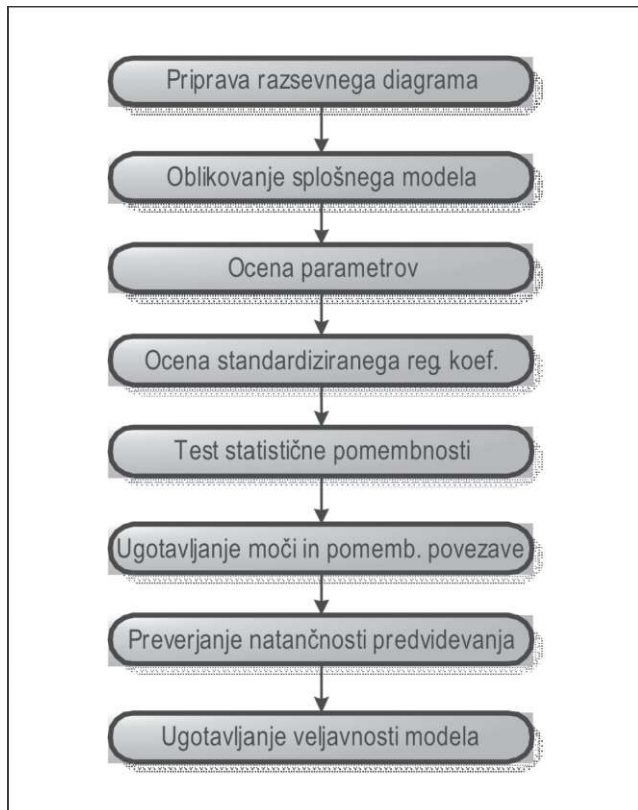 Priprava razsevnega diagrama
Oblikovanje splošnega modela
Ocena parametrov
Ocena standardiziranega reg. koef.
Test statistične pomembnosti
Ugotavljanje moči in pomemb. povezave
Preverjanje natančnosti predvidevanja
Ugotavljanje veljavnosti modela